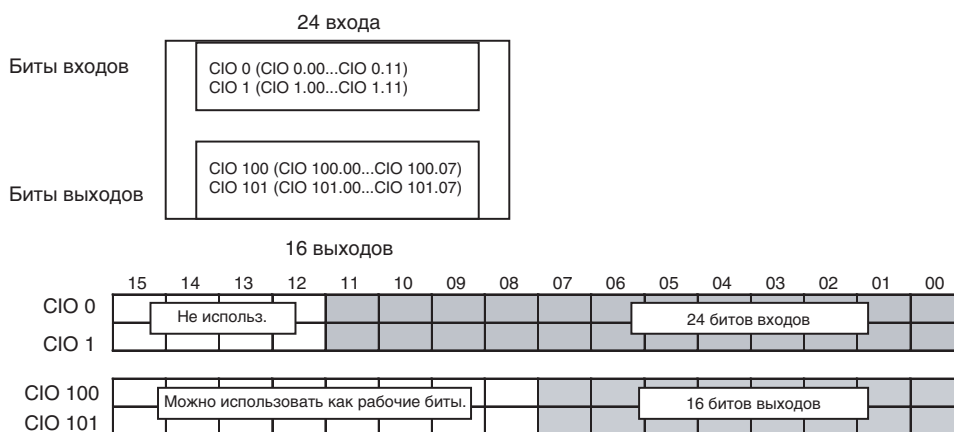 24 входа
Биты входов
CIO 0 (CIO 0.00...CIO 0.11)
CIO 1 (CIO 1.00...CIO 1.11)
CIO 100 (CIO 100.00...CIO 100.07)
CIO 101 (CIO 101.00...CIO 101.07)
Биты выходов
16 выходов
15 14 13 12 11 10 09 08 07 06 05 04 03 02 01 00
CIO 0
Не использ.
24 битов входов
CIO 1
CIO 100
Можно использовать как рабочие биты.
16 битов выходов
CIO 101